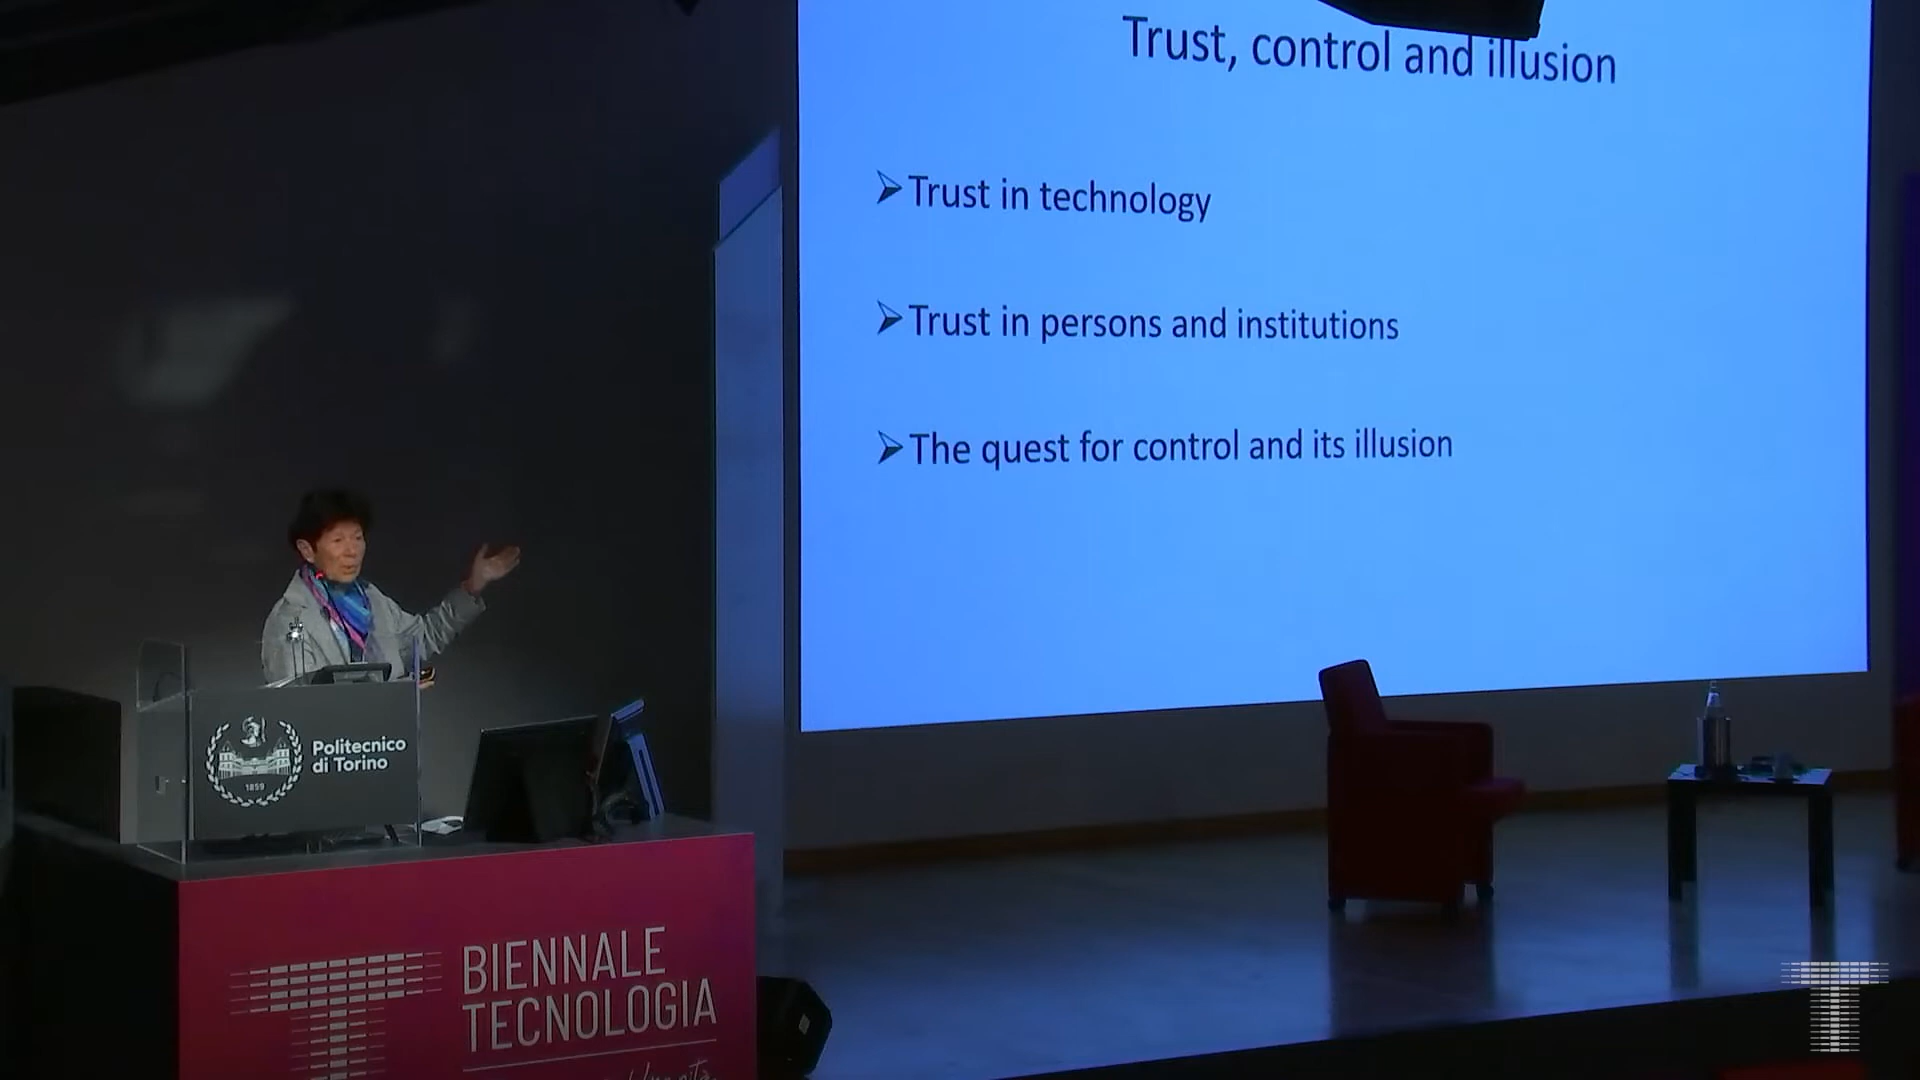 Trust, control and illusion
➢Trust in technology
➢Trust in persons and institutions
➢The quest for control and its illusion
Politecnico
di Torino
1859
BIENNALE
TECNOLOGIA